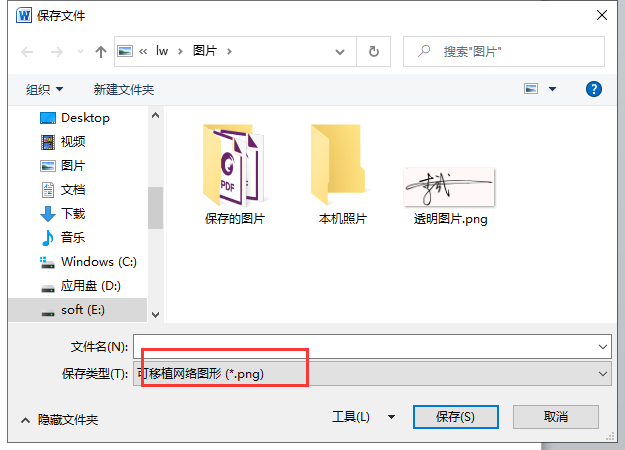 W 保存文件
« lw › 图片 ›
搜索"图片"
组织 新建文件夹
?
Desktop
视频
图片
文档
下载
音乐
Windows (C:)
应用盘 (D:)
soft (E:)
PDF
PDF
保存的图片
本机照片
透明图片.png
文件名(N):
保存类型(T): 可移植网络图形 (*.png)
隐藏文件夹
工具(L)
保存(S)
取消